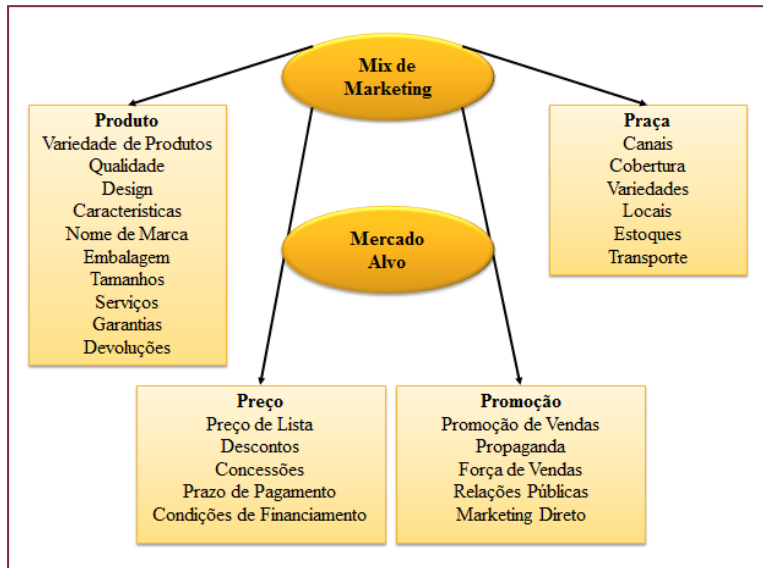 Mix de
Marketing
Produto
Variedade de Produtos
Qualidade
Design
Caracteristicas
Nome de Marca
Embalagem
Tamanhos
Serviços
Garantias
Devoluções
Mercado
Alvo
Praça
Canais
Cobertura
Variedades
Locais
Estoques
Transporte
Preço
Preço de Lista
Descontos
Concessões
Prazo de Pagamento
Condições de Financiamento
Promoção
Promoção de Vendas
Propaganda
Força de Vendas
Relações Públicas
Marketing Direto